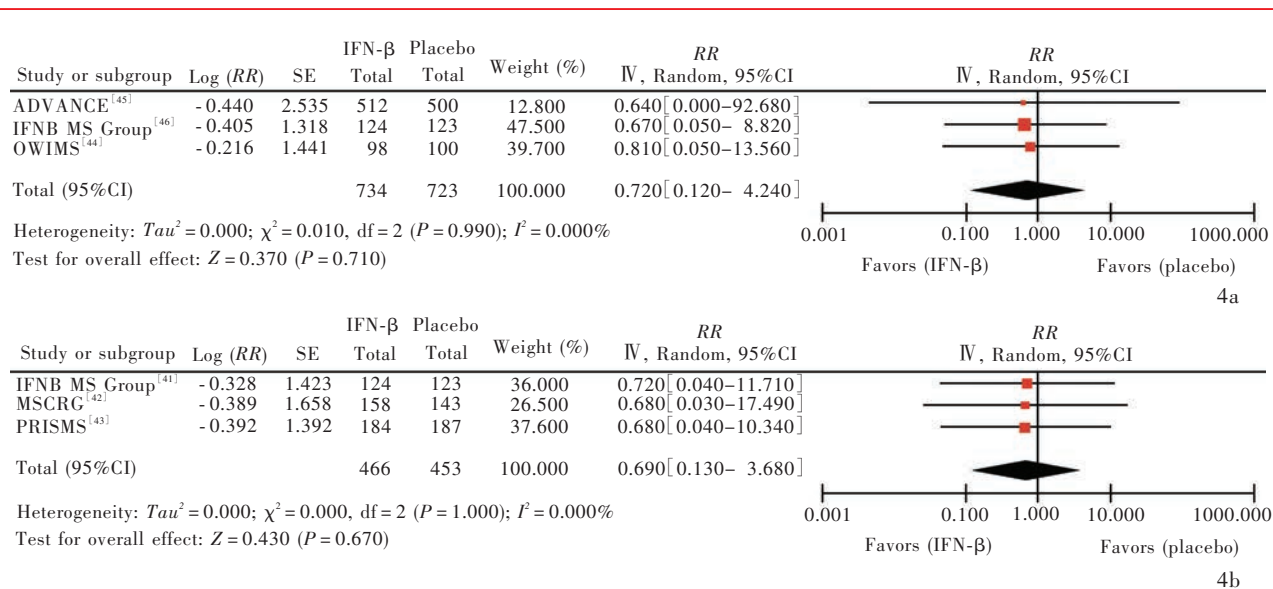 IFN-β Placebo RR RR
Study or subgroup Log (RR) SE Total Total Weight (%) Ⅳ, Random, 95%CI Ⅳ, Random, 95%CI
ADVANCE[45] -0.440 2.535 512 500 12.800 0.640[0.000-92.680]
IFNB MS Group[46] -0.405 1.318 124 123 47.500 0.670[0.050- 8.820]
OWIMS[44] -0.216 1.441 98 100 39.700 0.810[0.050-13.560]
Total (95%CI) 734 723 100.000 0.720[0.120- 4.240]
Heterogeneity: Tau² = 0.000; χ² = 0.010, df = 2 (P = 0.990); I² = 0.000%
0.001 0.100 1.000 10.000 1000.000
Test for overall effect: Z = 0.370 (P = 0.710)
Favors (IFN-β) Favors (placebo)
4a
IFN-β Placebo RR RR
Study or subgroup Log (RR) SE Total Total Weight (%) Ⅳ, Random, 95%CI Ⅳ, Random, 95%CI
IFNB MS Group[41] -0.328 1.423 124 123 36.000 0.720[0.040-11.710]
MSCRG[42] -0.389 1.658 158 143 26.500 0.680[0.030-17.490]
PRISMS[43] -0.392 1.392 184 187 37.600 0.680[0.040-10.340]
Total (95%CI) 466 453 100.000 0.690[0.130- 3.680]
Heterogeneity: Tau² = 0.000; χ² = 0.000, df = 2 (P = 1.000); I² = 0.000%
0.001 0.100 1.000 10.000 1000.000
Test for overall effect: Z = 0.430 (P = 0.670)
Favors (IFN-β) Favors (placebo)
4b